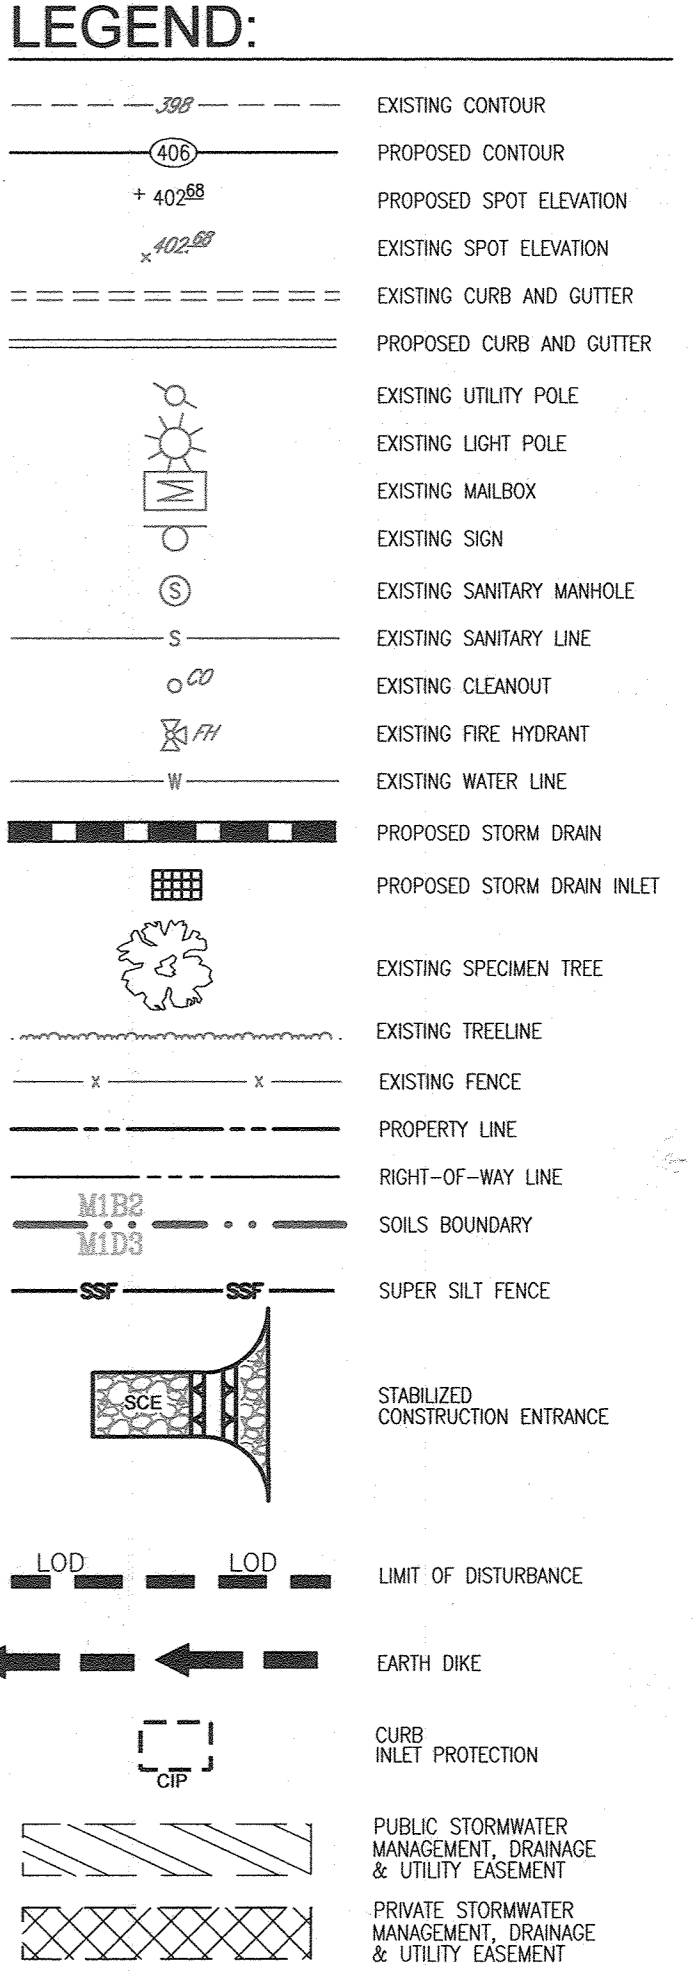 LEGEND:
398 EXISTING CONTOUR
406 PROPOSED CONTOUR
+ 402.68 PROPOSED SPOT ELEVATION
x 402.68 EXISTING SPOT ELEVATION
EXISTING CURB AND GUTTER
PROPOSED CURB AND GUTTER
EXISTING UTILITY POLE
EXISTING LIGHT POLE
M EXISTING MAILBOX
EXISTING SIGN
S EXISTING SANITARY MANHOLE
S EXISTING SANITARY LINE
CO EXISTING CLEANOUT
FH EXISTING FIRE HYDRANT
W EXISTING WATER LINE
PROPOSED STORM DRAIN
PROPOSED STORM DRAIN INLET
EXISTING SPECIMEN TREE
EXISTING TREELINE
x x EXISTING FENCE
PROPERTY LINE
RIGHT-OF-WAY LINE
M1B2
SOILS BOUNDARY
M1D3
SSF SSF SUPER SILT FENCE
STABILIZED
SCE CONSTRUCTION ENTRANCE
LOD LOD
LIMIT OF DISTURBANCE
EARTH DIKE
CURB
INLET PROTECTION
CIP
PUBLIC STORMWATER
MANAGEMENT, DRAINAGE
& UTILITY EASEMENT
PRIVATE STORMWATER
MANAGEMENT, DRAINAGE
& UTILITY EASEMENT